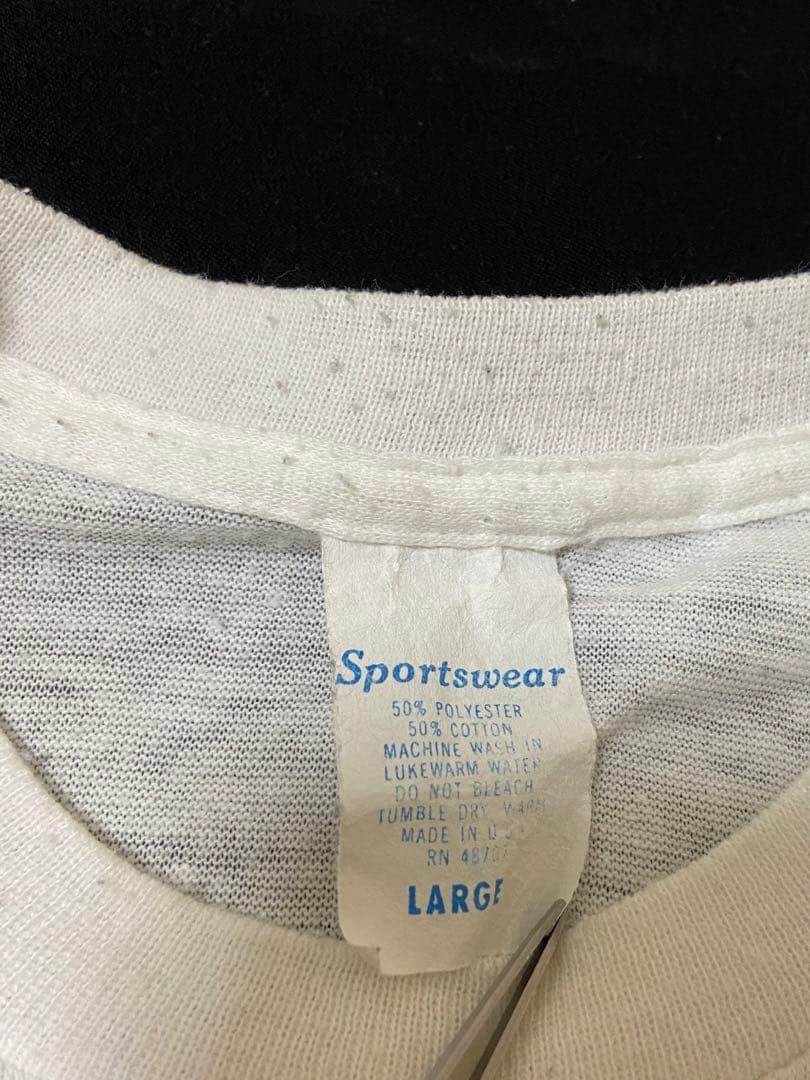 Sportswear
50% POLYESTER
50% COTTON
MACHINE WASH IN
LUKEWARM WATER
DO NOT BLEACH
TUMBLE DRY WARM
MADE IN U.S
RN
LARGE